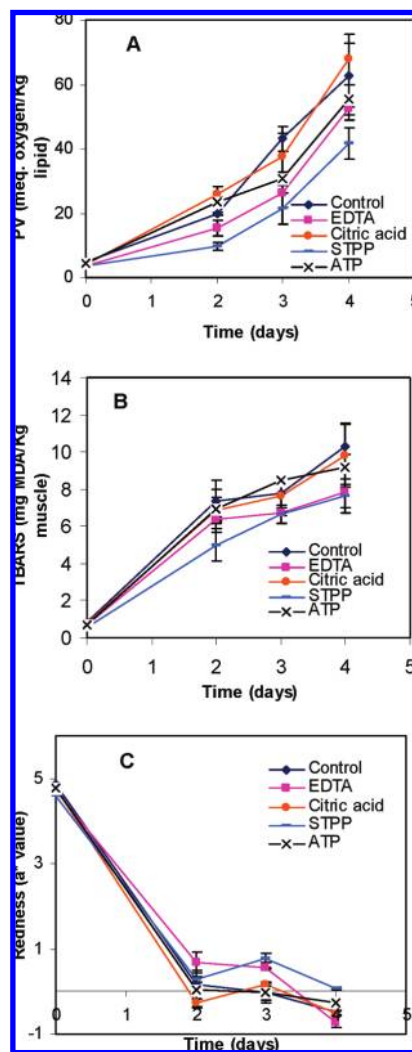 A
PV (meq. oxygen/Kg
lipid)
80
60
40
20
0
Control
EDTA
Citric acid
STPP
ATP
0 1 2 3 4 5
Time (days)
B
TBARS (mg MDA/Kg
muscle)
14
12
10
8
6
4
2
0
Control
EDTA
Citric acid
STPP
ATP
0 1 2 3 4 5
Time (days)
C
Redness (a* value)
5
3
1
-1
Control
EDTA
Citric acid
STPP
ATP
0 1 2 3 4 5
Time (days)